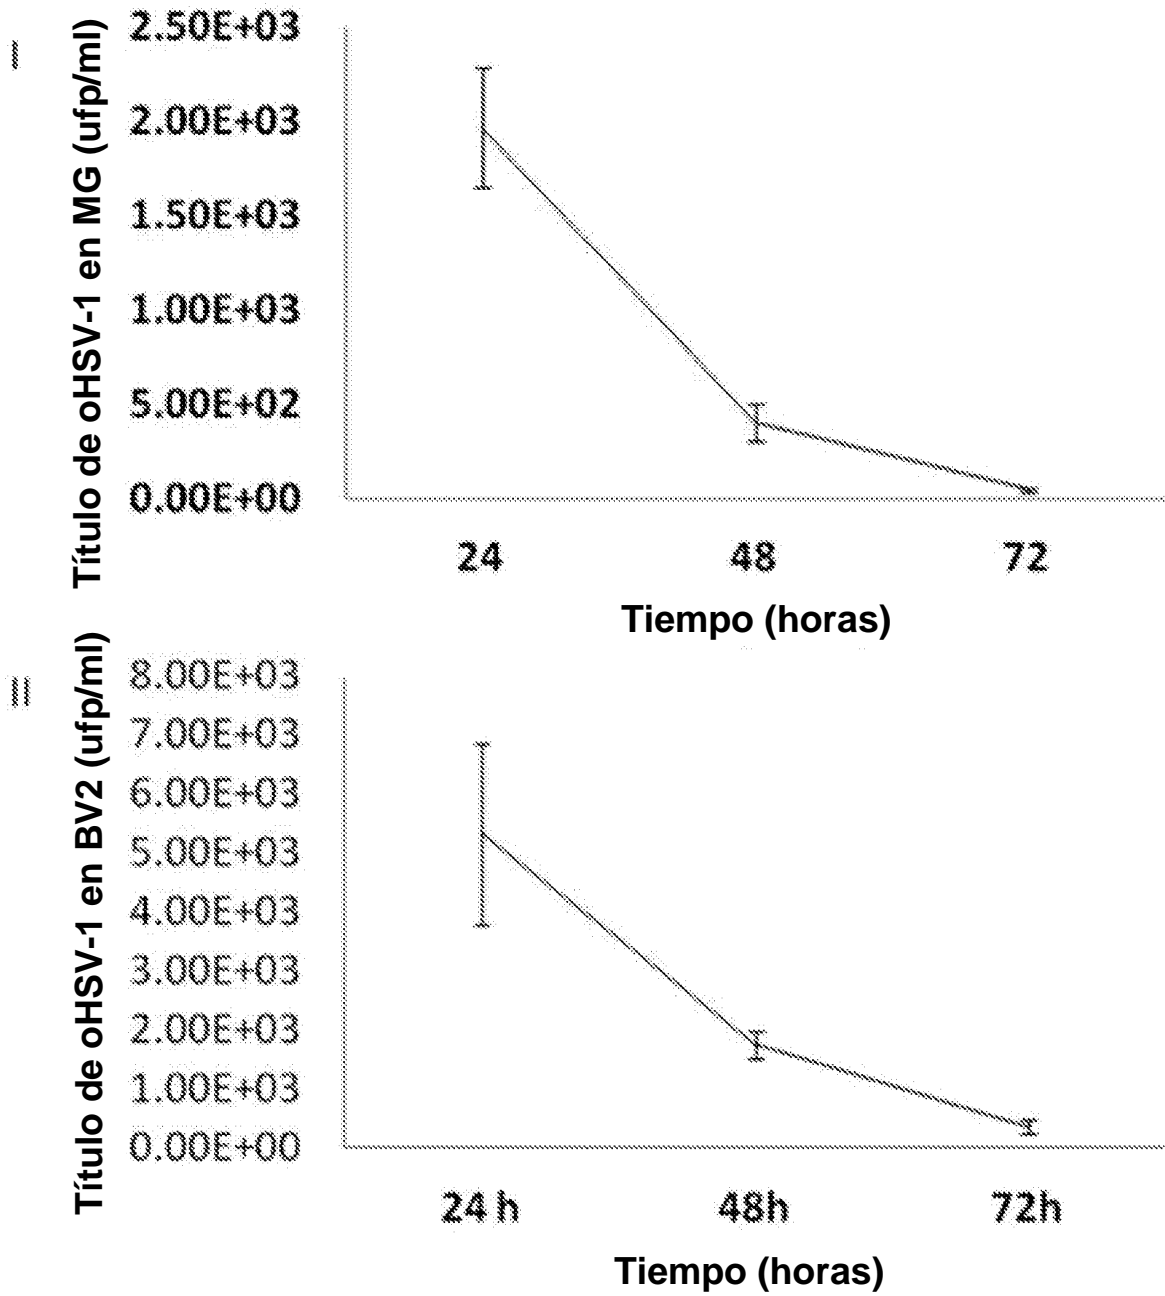 I
Título de oHSV-1 en MG (ufp/ml)
2.50E+03
2.00E+03
1.50E+03
1.00E+03
5.00E+02
0.00E+00
24 48 72
Tiempo (horas)
II
Título de oHSV-1 en BV2 (ufp/ml)
8.00E+03
7.00E+03
6.00E+03
5.00E+03
4.00E+03
3.00E+03
2.00E+03
1.00E+03
0.00E+00
24 h 48h 72h
Tiempo (horas)